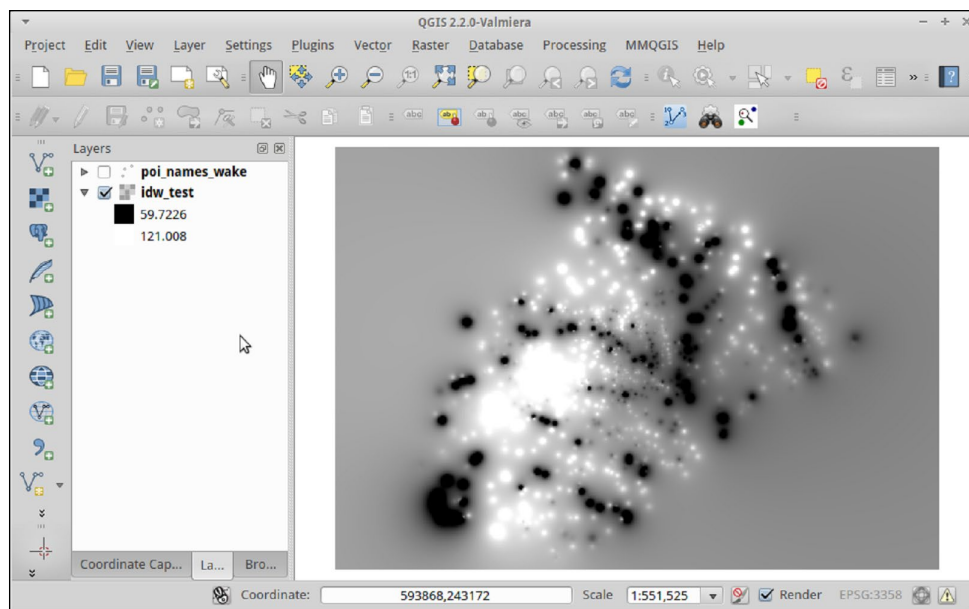 QGIS 2.2.0-Valmiera
Project Edit View Layer Settings Plugins Vector Raster Database Processing MMQGIS Help
Layers
poi_names_wake
idw_test
59.7226
121.008
Coordinate Cap... La... Bro...
Coordinate: 593868,243172 Scale 1:551,525 Render EPSG:3358